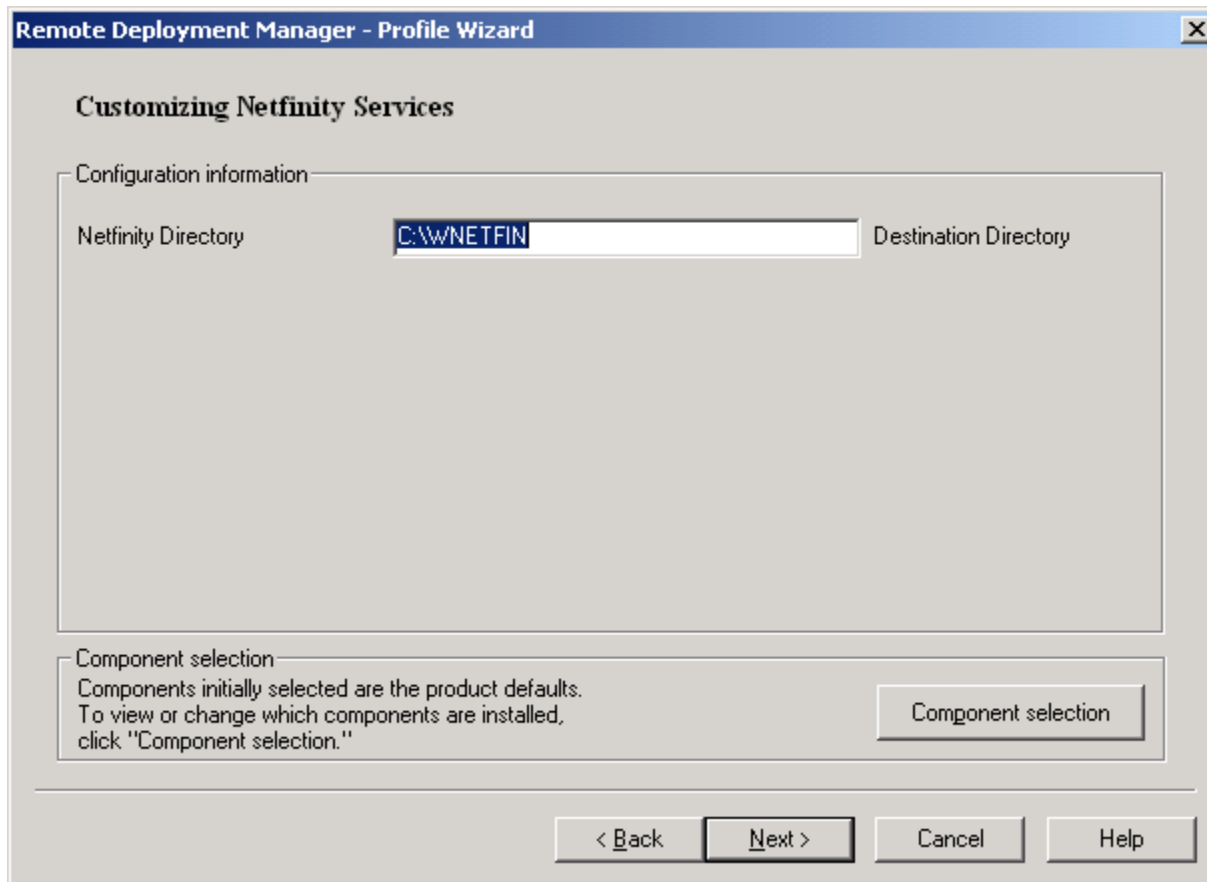 Remote Deployment Manager - Profile Wizard
Customizing Netfinity Services
Configuration information
Netfinity Directory C:\WNETFIN Destination Directory
Component selection
Components initially selected are the product defaults.
To view or change which components are installed,
click "Component selection."
Component selection
< Back Next > Cancel Help